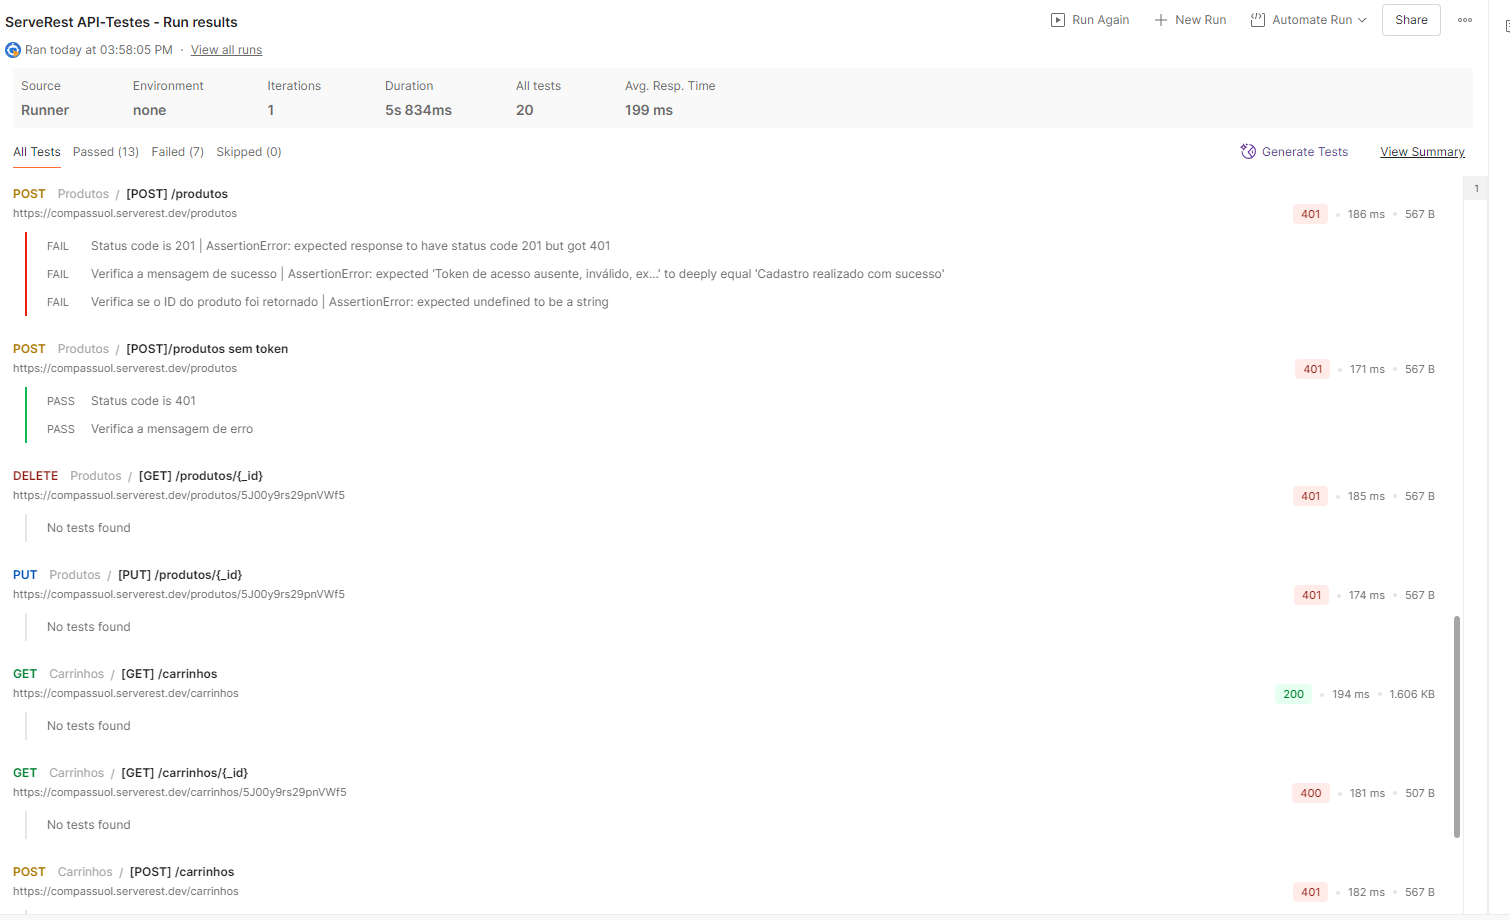 ServeRest API-Testes - Run results
Run Again
New Run
Automate Run
Share
Ran today at 03:58:05 PM · View all runs
Source Environment Iterations Duration All tests Avg. Resp. Time
Runner none 1 5s 834ms 20 199 ms
All Tests Passed (13) Failed (7) Skipped (0) Generate Tests View Summary
1
POST Produtos / [POST] /produtos
https://compassuol.serverest.dev/produtos
401 • 186 ms • 567 B
FAIL Status code is 201 | AssertionError: expected response to have status code 201 but got 401
FAIL Verifica a mensagem de sucesso | AssertionError: expected 'Token de acesso ausente, inválido, ex...' to deeply equal 'Cadastro realizado com sucesso'
FAIL Verifica se o ID do produto foi retornado | AssertionError: expected undefined to be a string
POST Produtos / [POST]/produtos sem token
https://compassuol.serverest.dev/produtos
401 • 171 ms • 567 B
PASS Status code is 401
PASS Verifica a mensagem de erro
DELETE Produtos / [GET] /produtos/{_id}
https://compassuol.serverest.dev/produtos/5J00y9rs29pnVWf5
401 • 185 ms • 567 B
No tests found
PUT Produtos / [PUT] /produtos/{_id}
https://compassuol.serverest.dev/produtos/5J00y9rs29pnVWf5
401 • 174 ms • 567 B
No tests found
GET Carrinhos / [GET] /carrinhos
https://compassuol.serverest.dev/carrinhos
200 • 194 ms • 1.606 KB
No tests found
GET Carrinhos / [GET] /carrinhos/{_id}
https://compassuol.serverest.dev/carrinhos/5J00y9rs29pnVWf5
400 • 181 ms • 507 B
No tests found
POST Carrinhos / [POST] /carrinhos
https://compassuol.serverest.dev/carrinhos
401 • 182 ms • 567 B